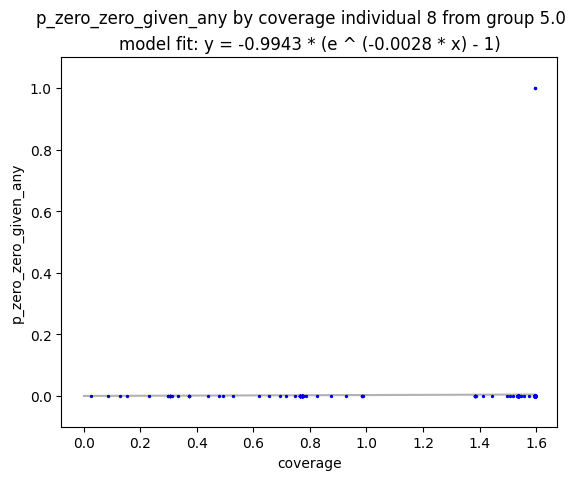 p_zero_zero_given_any by coverage individual 8 from group 5.0
model fit: y = -0.9943 * (e ^ (-0.0028 * x) - 1)
1.0
0.8
0.6
0.4
0.2
0.0
p_zero_zero_given_any
0.0 0.2 0.4 0.6 0.8 1.0 1.2 1.4 1.6
coverage